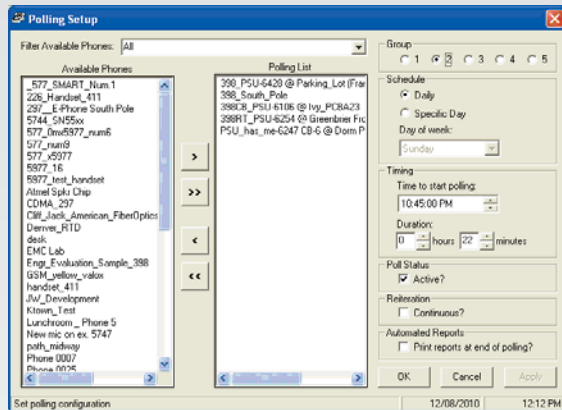 Polling Setup
Filter Available Phones: All
Available Phones
_577_SMART_Num.1
226_Handset_411
297__E-Phone South Pole
5744_SN55xx
577_0mx5977_num6
577_num9
577_x5977
5977_16
5977_test_handset
Atmel Spkr Chip
CDMA_297
Cliff_Jack_American_FiberOptics
Denver_RTD
desk
EMC Lab
Engr_Evaluation_Sample_398
GSM_yellow_valox
handset_411
JW_Development
Ktown_Test
Lunchroom _ Phone 5
New mic on ex. 5747
path_midway
Phone 0007
Phone 0025
>
>>
<
<<
Polling List
398_PSU-6428 @ Parking_Lot (Frar
398_South_Pole
398CB_PSU-6106 @ Ivy_PCBA23
398RT_PSU-6254 @ Greenbrier Frc
PSU_has_me-6247 CB-6 @ Dorm P
Group
1 2 3 4 5
Schedule
Daily
Specific Day
Day of week:
Sunday
Timing
Time to start polling:
10:45:00 PM
Duration:
0 hours 22 minutes
Poll Status
Active?
Reiteration
Continuous?
Automated Reports
Print reports at end of polling?
OK Cancel Apply
Set polling configuration 12/08/2010 12:12 PM